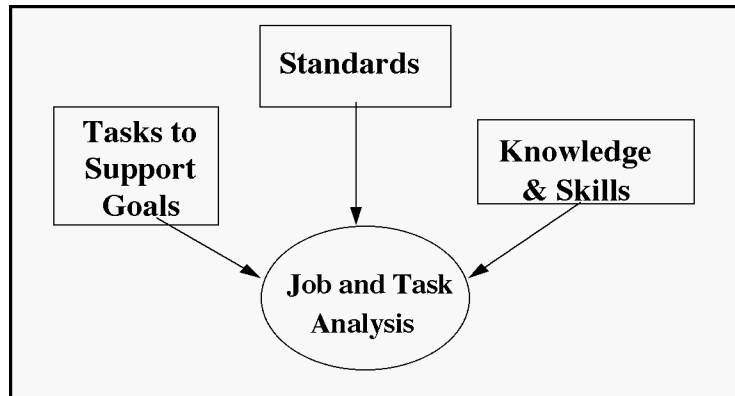 Standards
Tasks to
Support
Goals
Knowledge
& Skills
Job and Task
Analysis